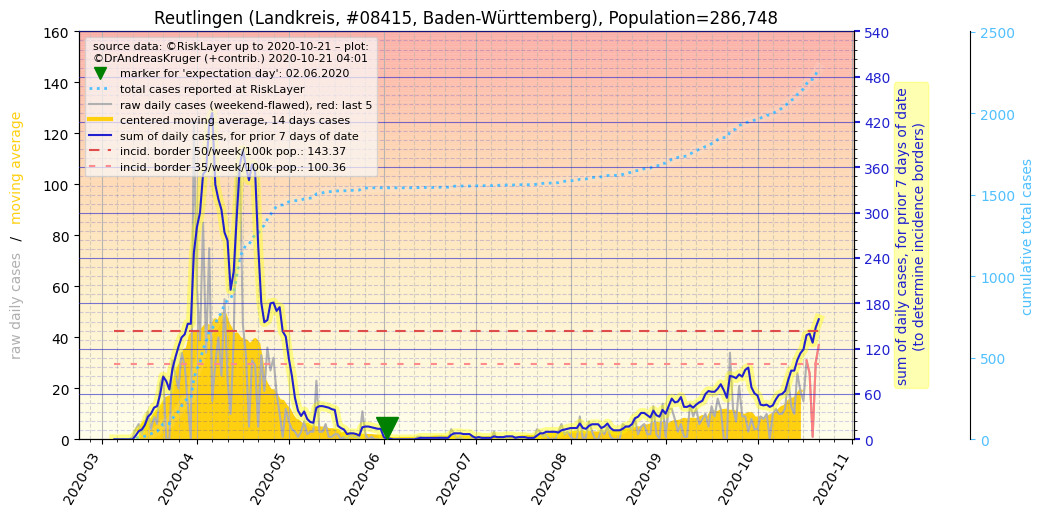 Reutlingen (Landkreis, #08415, Baden-Württemberg), Population=286,748
source data: ©RiskLayer up to 2020-10-21 – plot:
©DrAndreasKruger (+contrib.) 2020-10-21 04:01
marker for 'expectation day': 02.06.2020
total cases reported at RiskLayer
raw daily cases (weekend-flawed), red: last 5
centered moving average, 14 days cases
sum of daily cases, for prior 7 days of date
incid. border 50/week/100k pop.: 143.37
incid. border 35/week/100k pop.: 100.36
raw daily cases / moving average
160
140
120
100
80
60
40
20
0
540
480
420
360
300
240
180
120
60
0
sum of daily cases, for prior 7 days of date
(to determine incidence borders)
2500
2000
1500
1000
500
0
cumulative total cases
2020-03
2020-04
2020-05
2020-06
2020-07
2020-08
2020-09
2020-10
2020-11